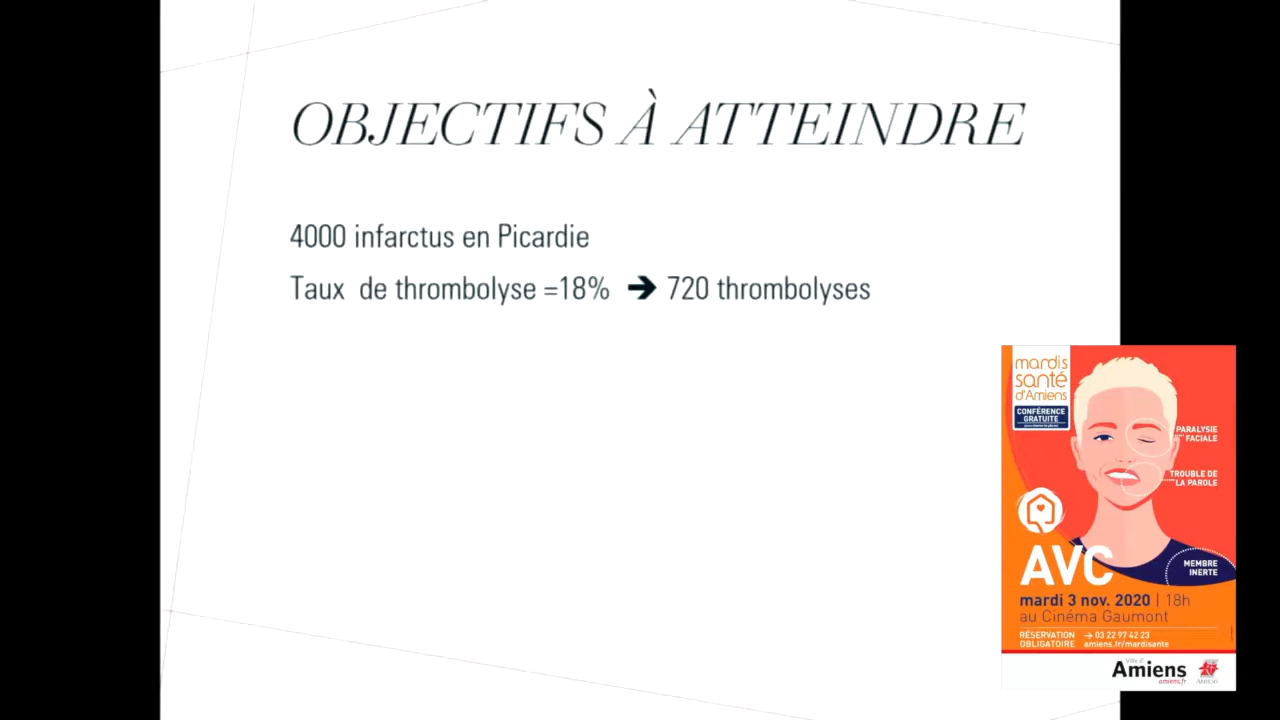 OBJECTIFS À ATTEINDRE
4000 infarctus en Picardie
Taux de thrombolyse =18% ➔ 720 thrombolyses
mardis
santé
d'Amiens
CONFÉRENCE
GRATUITE
PARALYSIE
FACIALE
TROUBLE DE
LA PAROLE
AVC
MEMBRE
INERTE
mardi 3 nov. 2020 | 18h
au Cinéma Gaumont
RÉSERVATION → 03 22 97 42 23
OBLIGATOIRE amiens.fr/mardisante
Ville d'
Amiens
amiens.fr